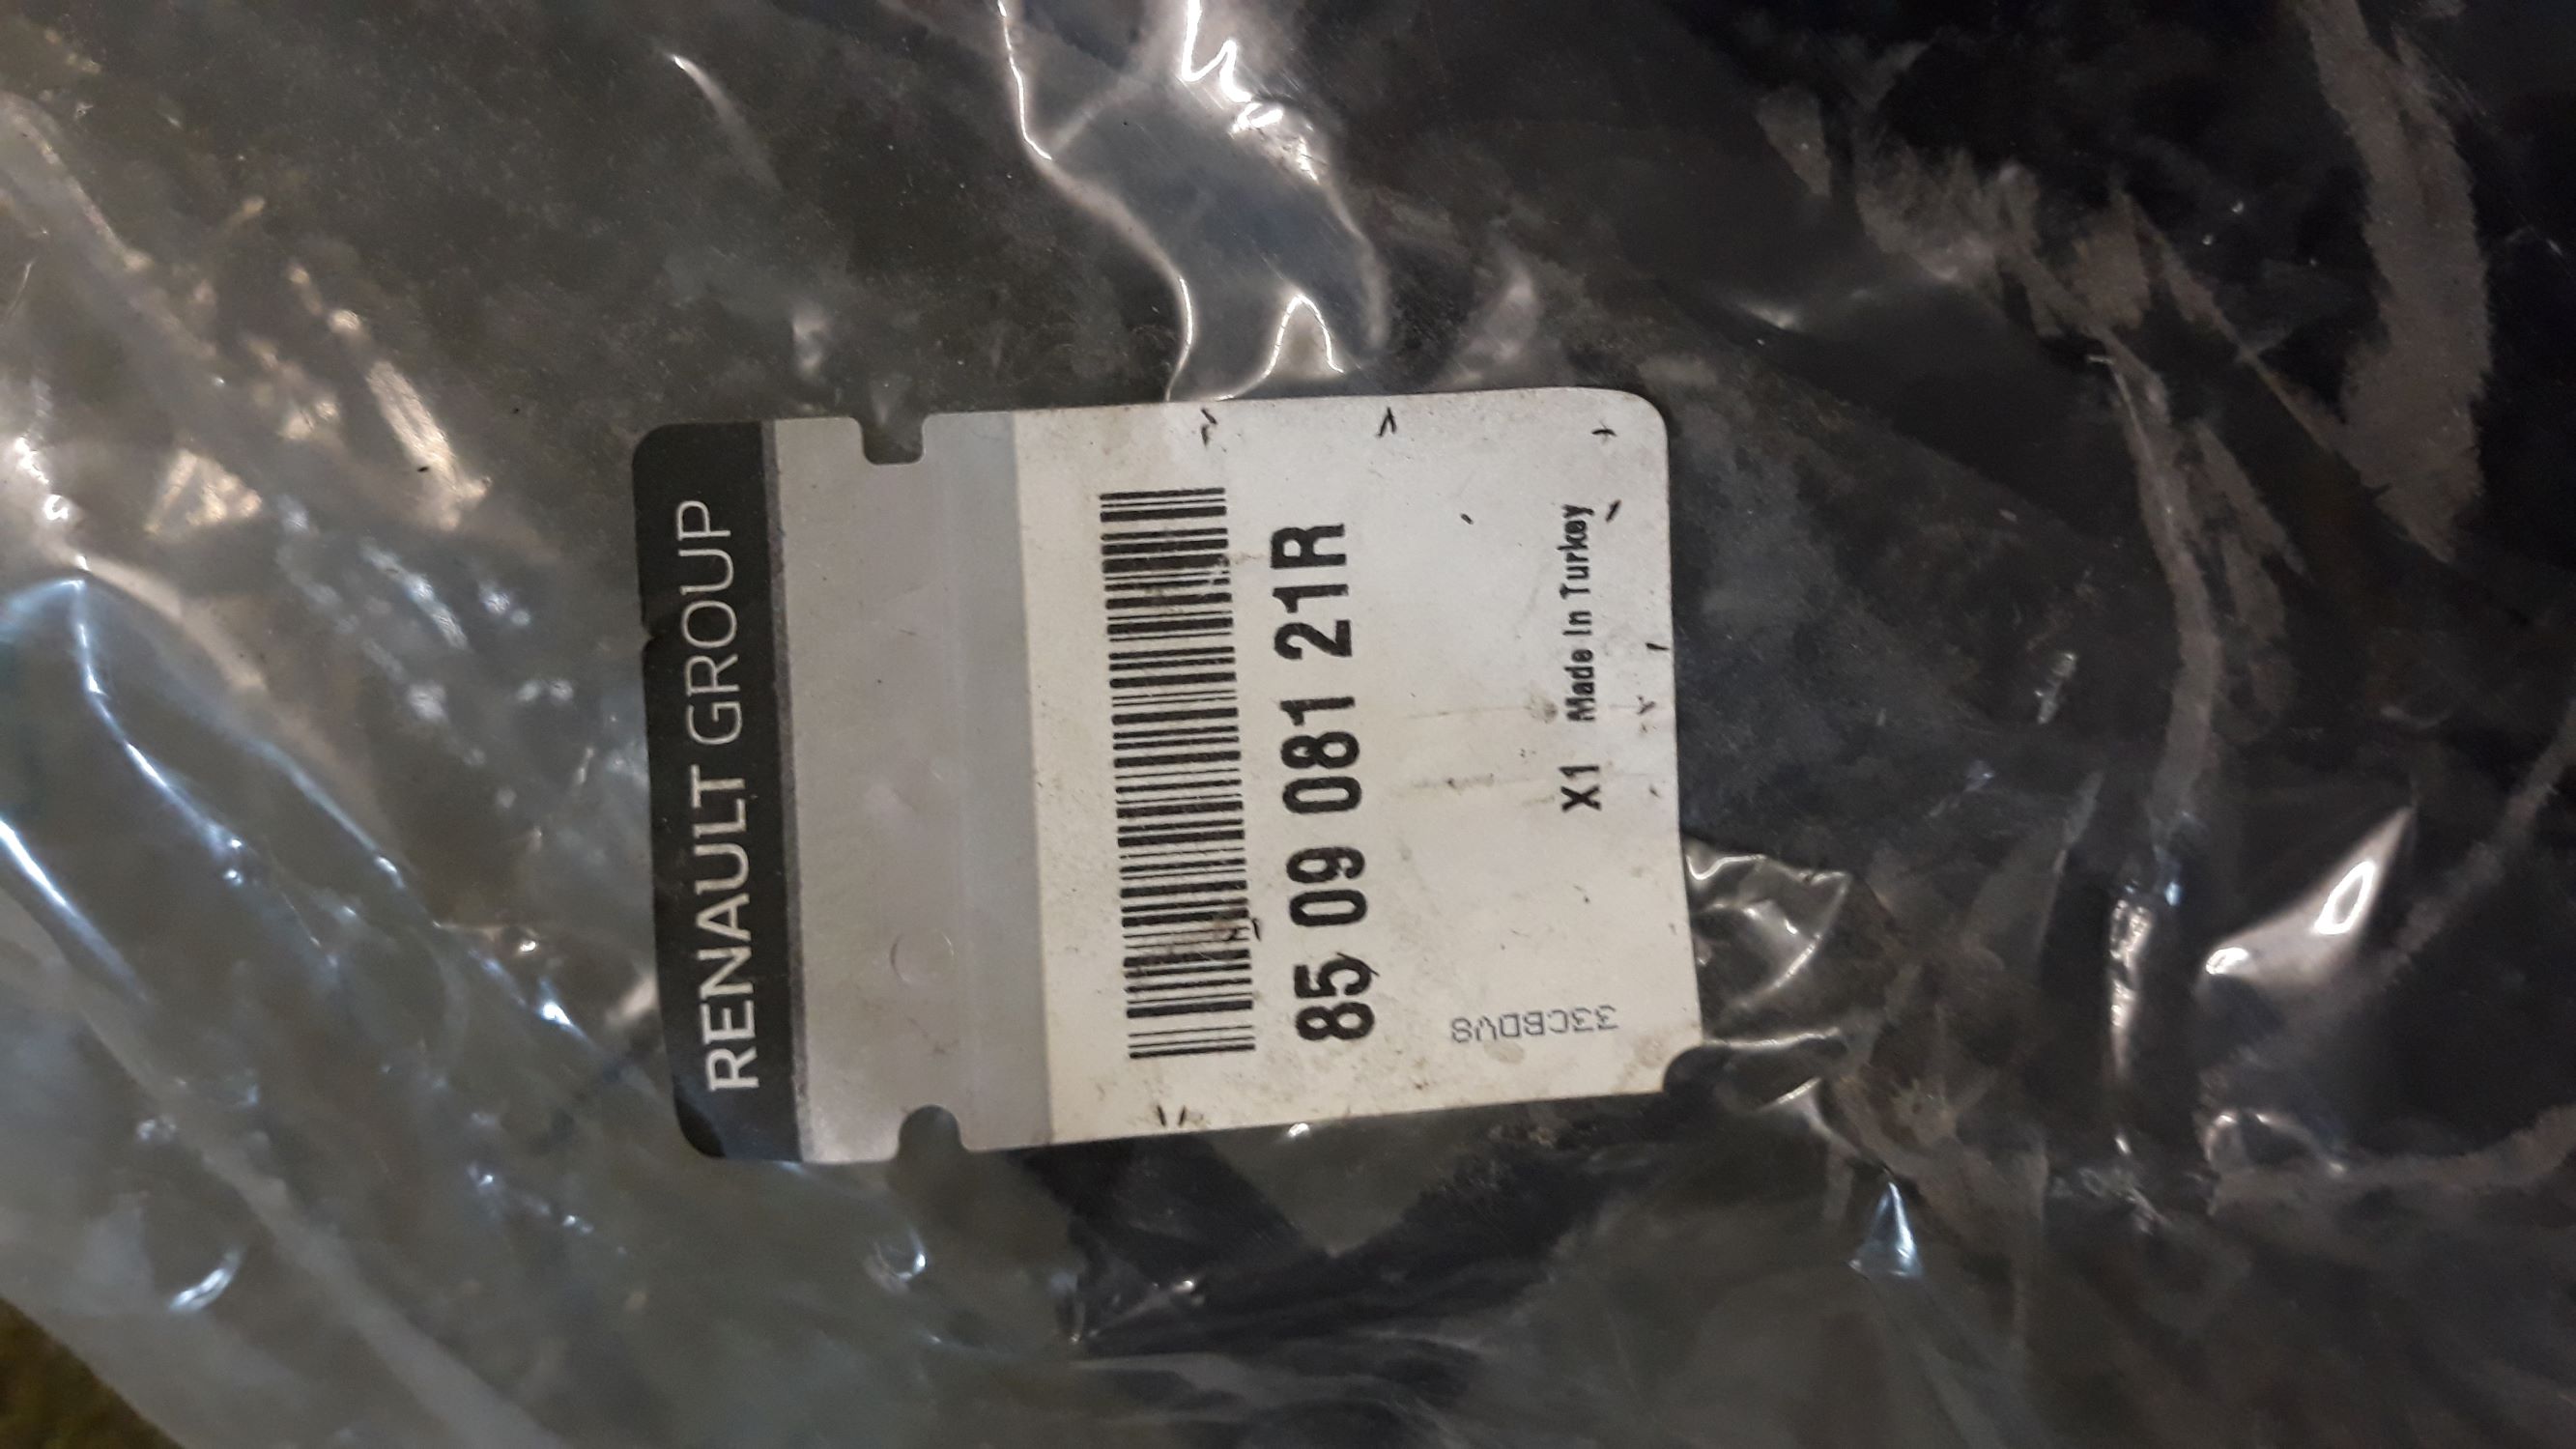 RENAULT GROUP
85 09 081 21R
X1 Made In Turkey
33CBDV8